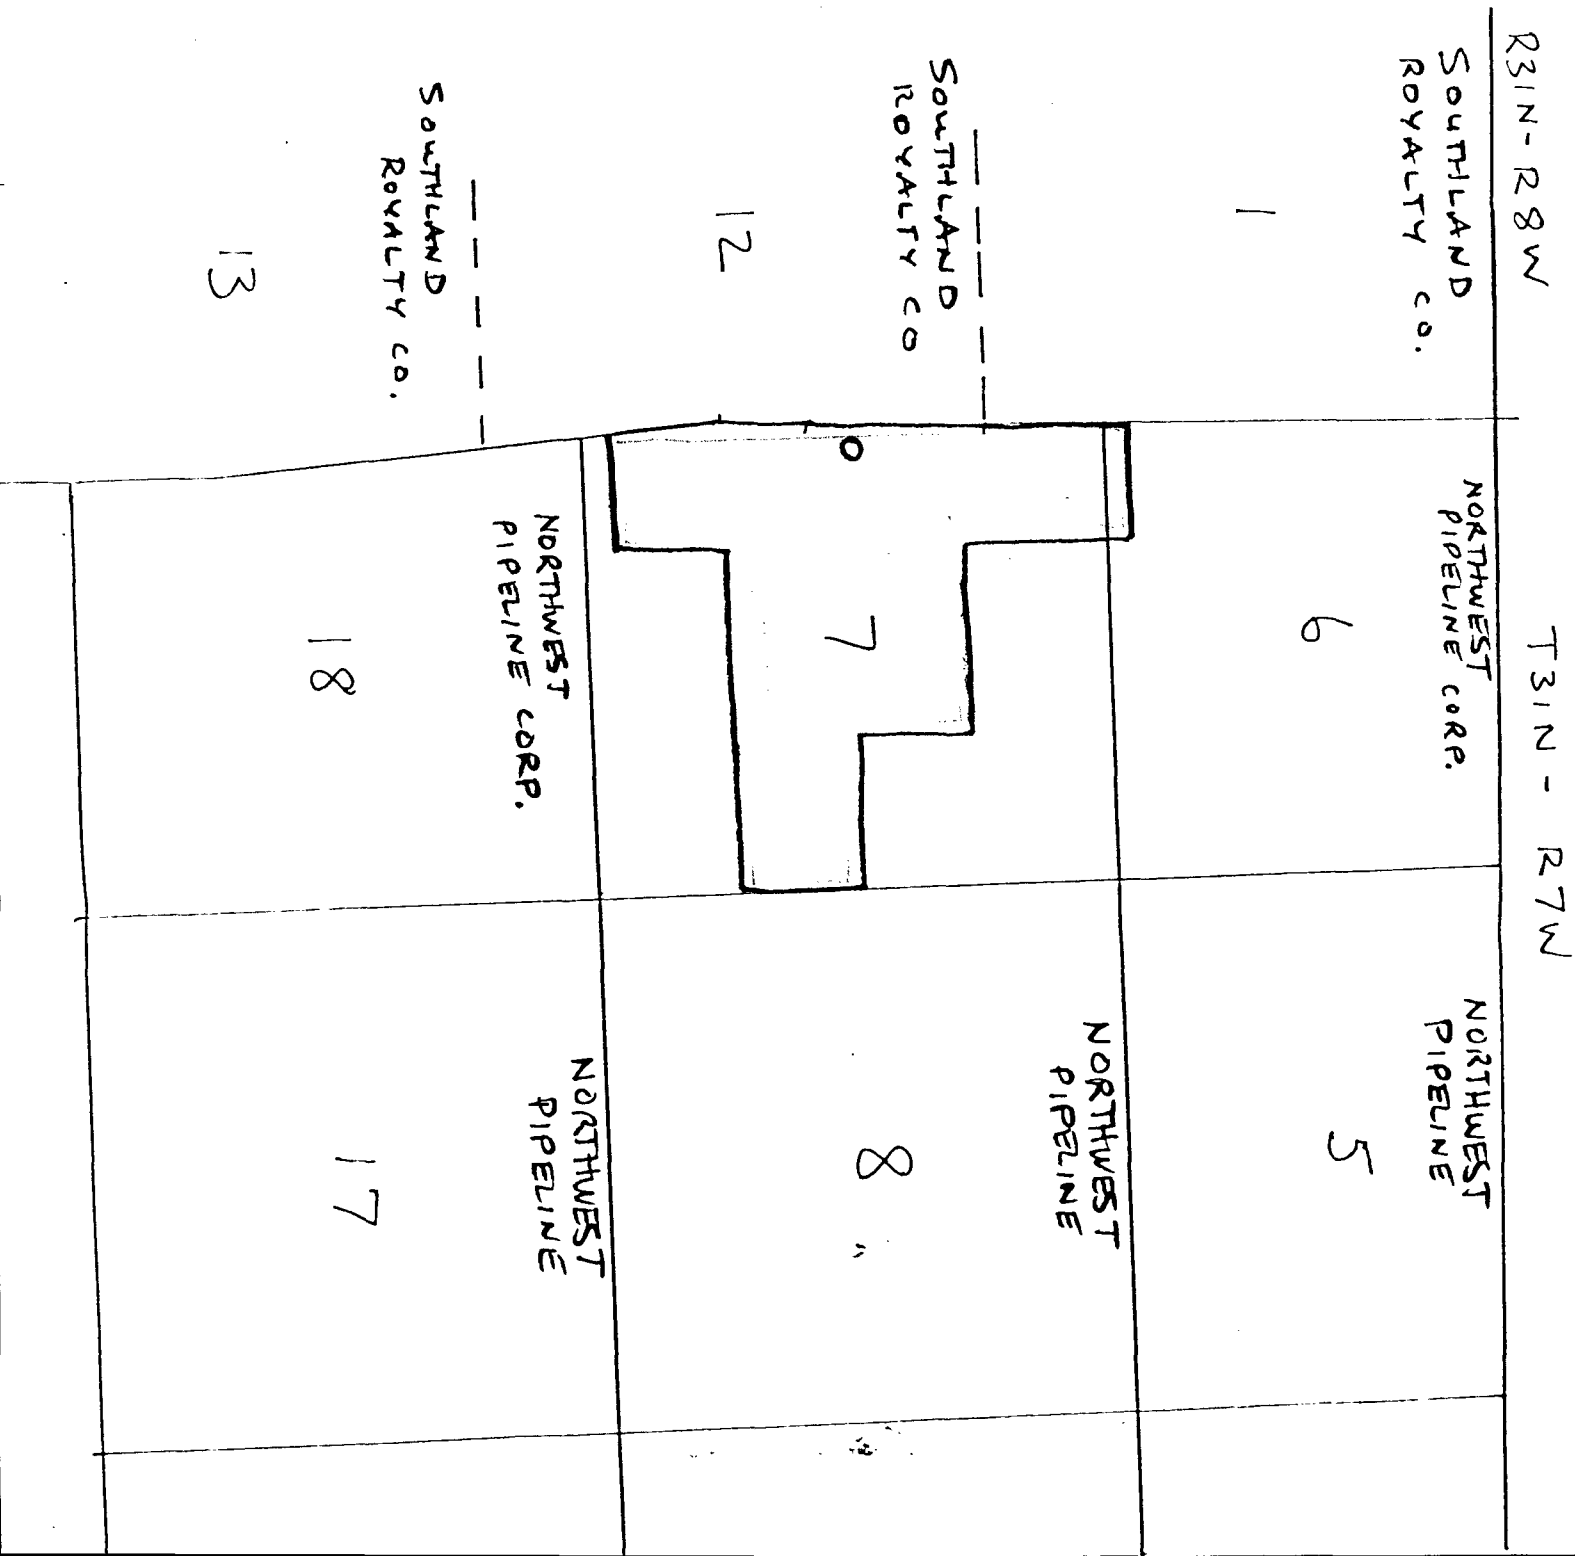 R31N-R8W
T31N - R7W
SOUTHLAND
ROYALTY CO.
1
NORTHWEST
PIPELINE CORP.
6
NORTHWEST
PIPELINE
5
SOUTHLAND
ROYALTY CO
12
7
NORTHWEST
PIPELINE
8
SOUTHLAND
ROYALTY CO.
13
NORTHWEST
PIPELINE CORP.
18
NORTHWEST
PIPELINE
17